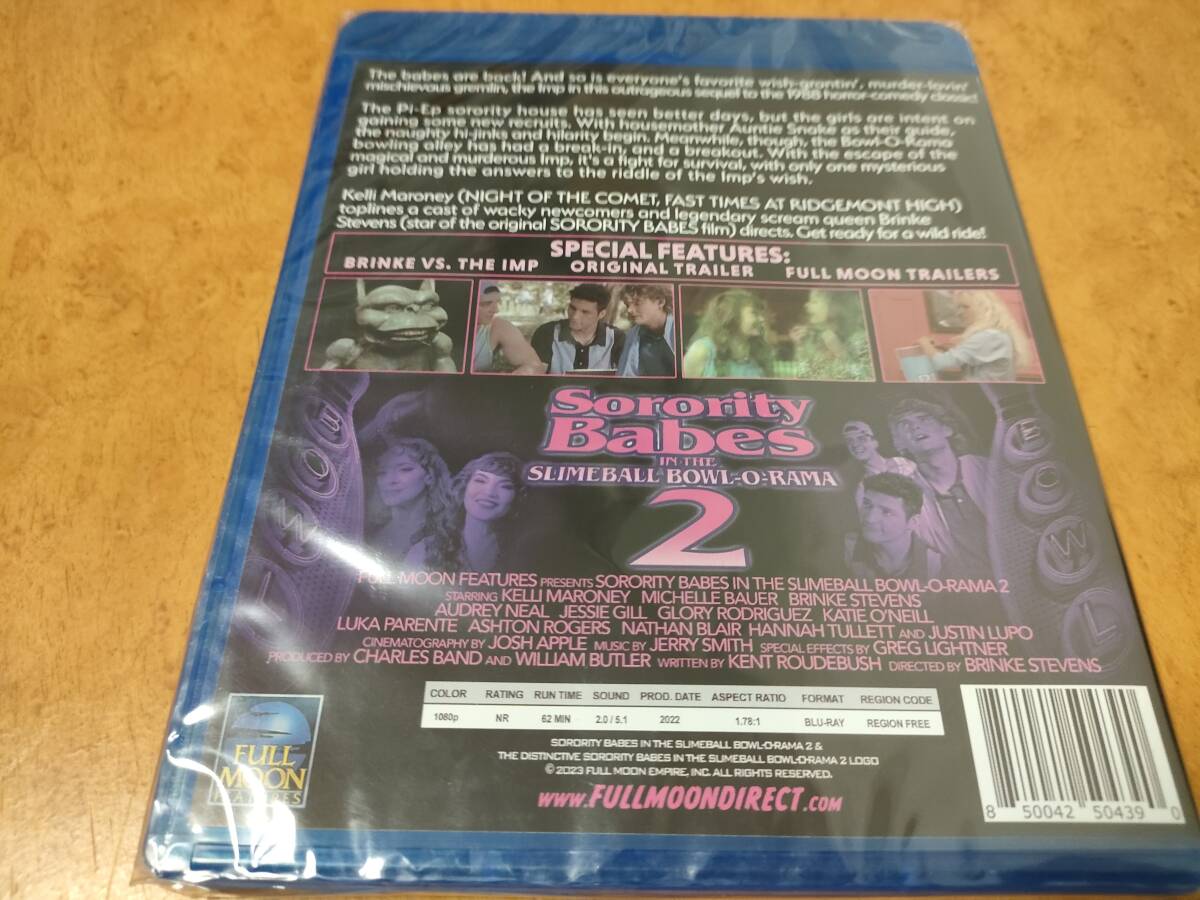 The babes are back! And so is everyone's favorite wish-grantin', murder-lovin'
mischievous gremlin, the Imp in this outrageous sequel to the 1988 horror-comedy classic!
The Pi-Ep sorority house has seen better days, but the girls are intent on
gaining some new recruits. With housemother Auntie Snake as their guide,
the naughty hi-jinks and hilarity begin. Meanwhile, though, the Bowl-O-Rama
bowling alley has had a break-in, and a breakout. With the escape of the
magical and murderous Imp, it's a fight for survival, with only one mysterious
girl holding the answers to the riddle of the Imp's wish.
Kelli Maroney (NIGHT OF THE COMET, FAST TIMES AT RIDGEMONT HIGH)
toplines a cast of wacky newcomers and legendary scream queen Brinke
Stevens (star of the original SORORITY BABES film) directs. Get ready for a wild ride!
SPECIAL FEATURES:
BRINKE VS. THE IMP ORIGINAL TRAILER FULL MOON TRAILERS
Sorority
Babes
IN THE
SLIMEBALL BOWL-O-RAMA
2
FULL MOON FEATURES PRESENTS SORORITY BABES IN THE SLIMEBALL BOWL-O-RAMA 2
STARRING KELLI MARONEY MICHELLE BAUER BRINKE STEVENS
AUDREY NEAL JESSIE GILL GLORY RODRIGUEZ KATIE O'NEILL
LUKA PARENTE ASHTON ROGERS NATHAN BLAIR HANNAH TULLETT AND JUSTIN LUPO
CINEMATOGRAPHY BY JOSH APPLE MUSIC BY JERRY SMITH SPECIAL EFFECTS BY GREG LIGHTNER
PRODUCED BY CHARLES BAND AND WILLIAM BUTLER WRITTEN BY KENT ROUDEBUSH DIRECTED BY BRINKE STEVENS
COLOR RATING RUN TIME SOUND PROD. DATE ASPECT RATIO FORMAT REGION CODE
1080p NR 62 MIN 2.0 / 5.1 2022 1.78:1 BLU-RAY REGION FREE
SORORITY BABES IN THE SLIMEBALL BOWL-O-RAMA 2 &
THE DISTINCTIVE SORORITY BABES IN THE SLIMEBALL BOWL-O-RAMA 2 LOGO
© 2023 FULL MOON EMPIRE, INC. ALL RIGHTS RESERVED.
www.FULLMOONDIRECT.com
FULL
MOON
FEATURES
8 50042 50439 0